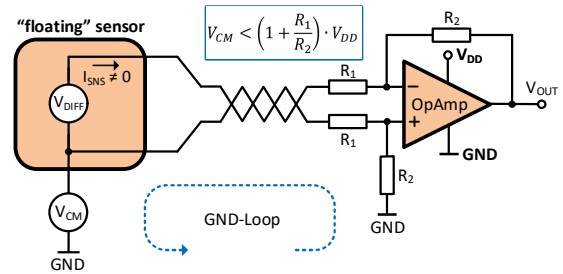 “floating” sensor
V_CM < (1 + R_1/R_2) · V_DD
I_SNS ≠ 0
V_DIFF
R_2
V_DD
R_1
−
OpAmp
V_OUT
+
R_1
GND
R_2
V_CM
GND-Loop
GND
GND